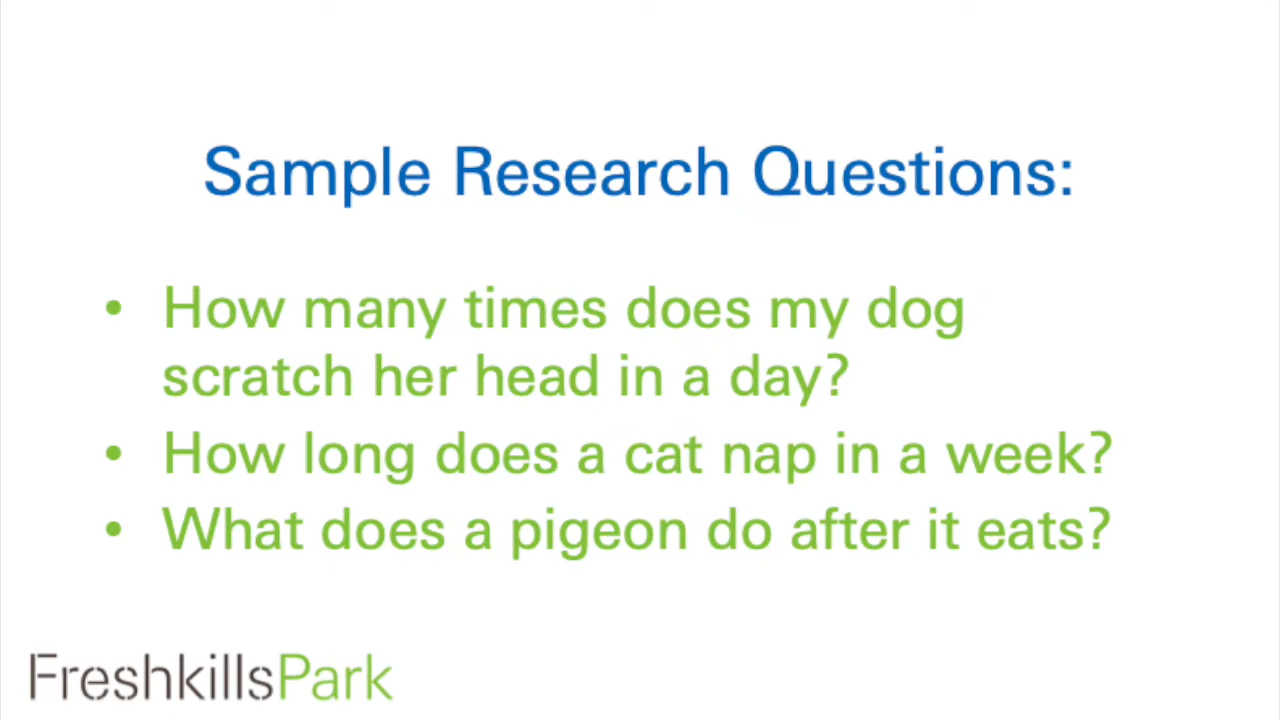 Sample Research Questions:
• How many times does my dog
scratch her head in a day?
• How long does a cat nap in a week?
• What does a pigeon do after it eats?
FreshkillsPark